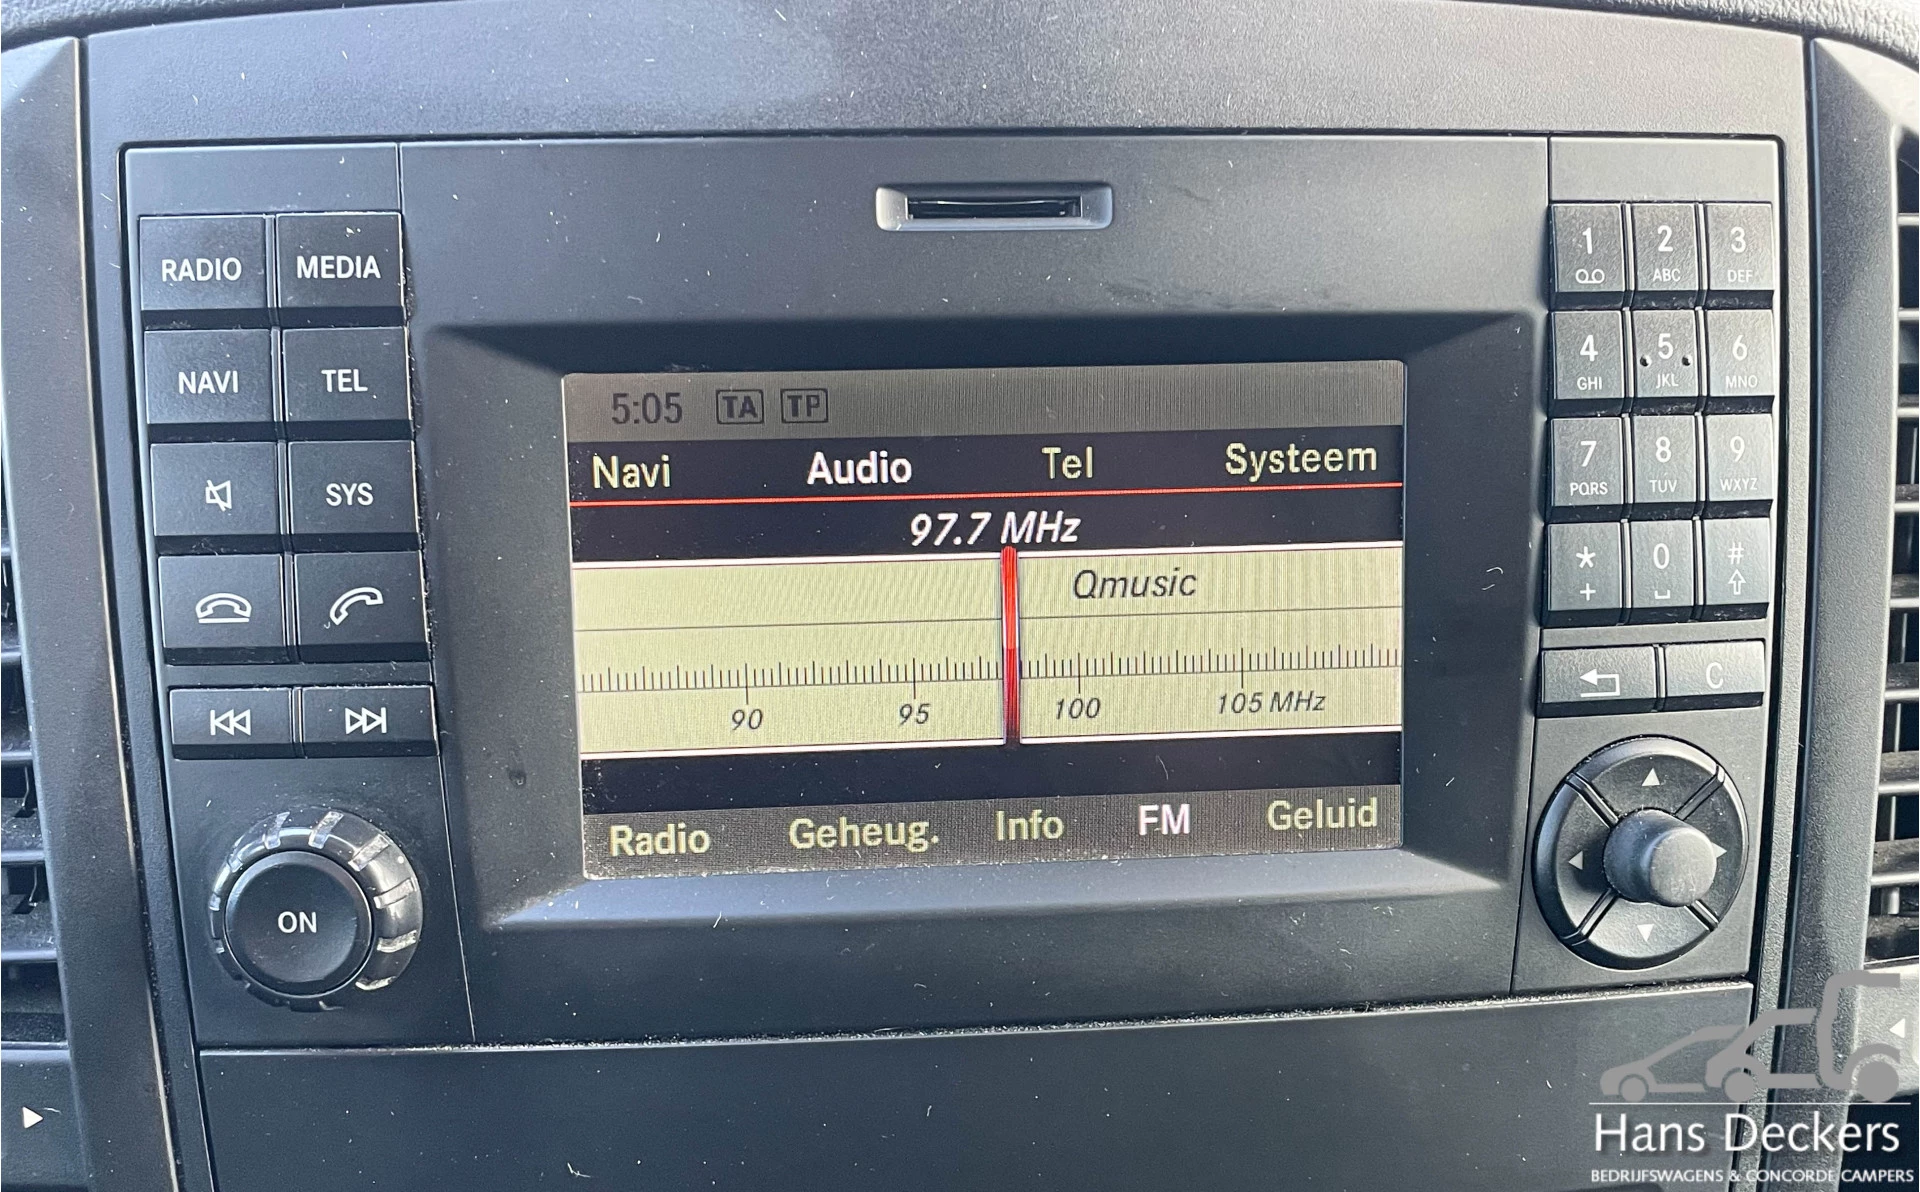 RADIO MEDIA
NAVI TEL
SYS
ON
5:05 TA TP
Navi Audio Tel Systeem
97.7 MHz
Qmusic
90 95 100 105 MHz
Radio Geheug. Info FM Geluid
1 2 3
ABC DEF
4 5 6
GHI JKL MNO
7 8 9
PQRS TUV WXYZ
* 0 #
+
C
Hans Deckers
BEDRIJFSWAGENS & CONCORDE CAMPERS